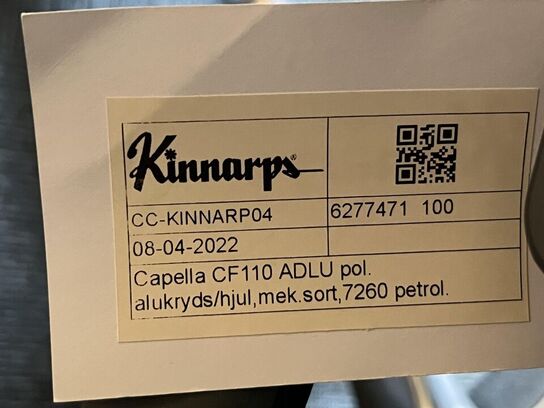 Kinnarps
CC-KINNARP04 6277471 100
08-04-2022
Capella CF110 ADLU pol.
alukryds/hjul,mek.sort,7260 petrol.